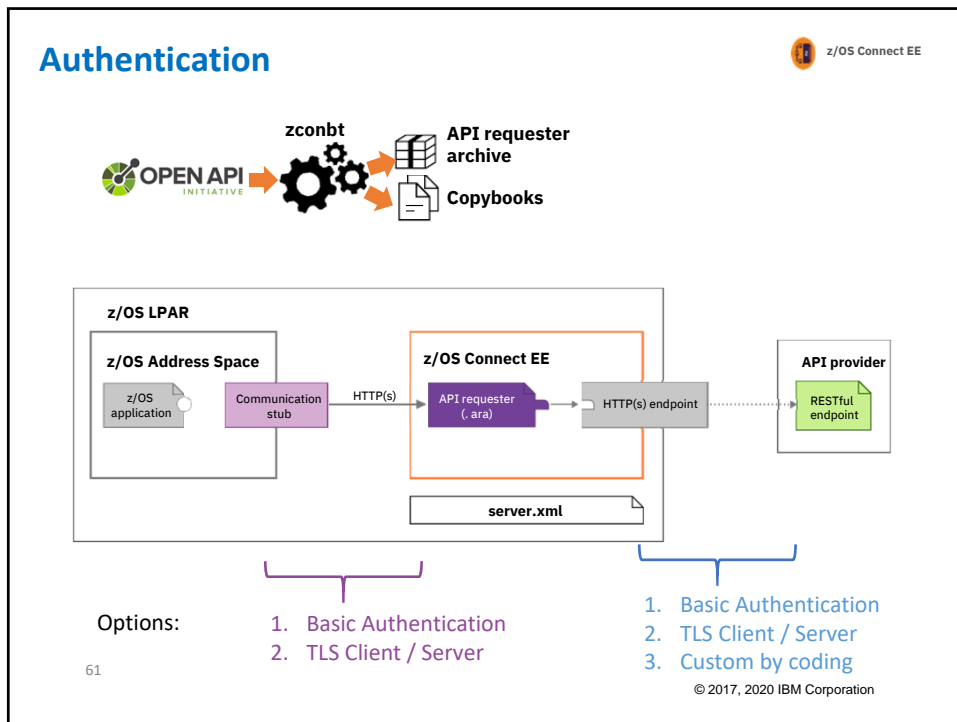 Authentication
z/OS Connect EE
zconbt
API requester
archive
OPEN API
INITIATIVE
Copybooks
z/OS LPAR
z/OS Address Space
z/OS Connect EE
API provider
z/OS
application
Communication
stub
HTTP(s)
API requester
(. ara)
HTTP(s) endpoint
RESTful
endpoint
server.xml
Options:
1. Basic Authentication
2. TLS Client / Server
1. Basic Authentication
2. TLS Client / Server
3. Custom by coding
61
© 2017, 2020 IBM Corporation